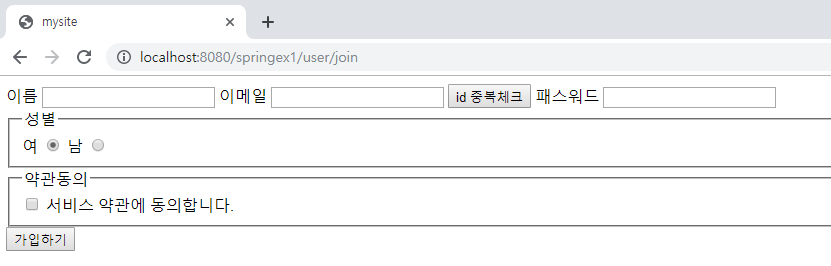 mysite
localhost:8080/springex1/user/join
이름 이메일 id 중복체크 패스워드
성별
여 남
약관동의
서비스 약관에 동의합니다.
가입하기